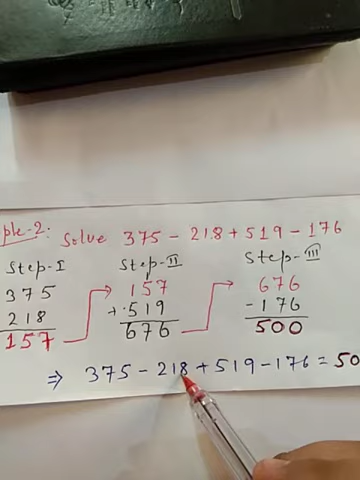 ple-2: Solve 375 - 218 + 519 - 176
Step-I Step-II Step-III
375 157 676
218 +519 -176
157 676 500
⇒ 375 - 218 + 519 - 176 = 50